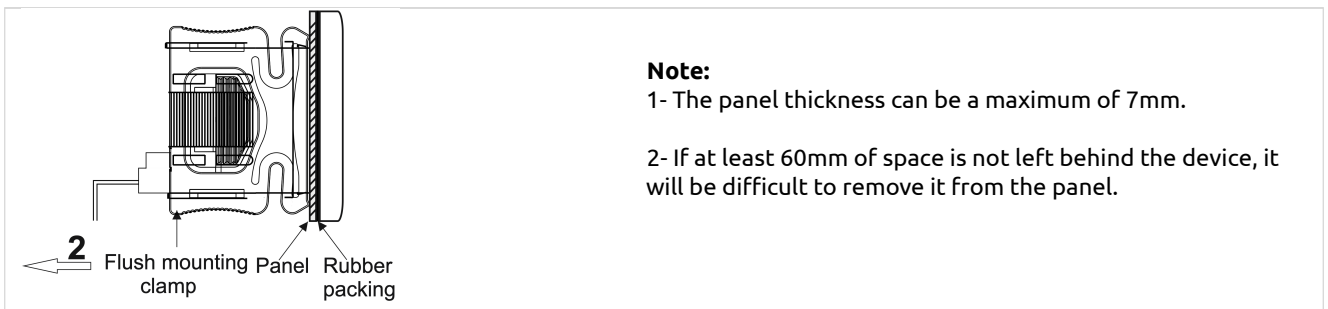 2
Flush mounting
clamp
Panel
Rubber
packing
Note:
1- The panel thickness can be a maximum of 7mm.
2- If at least 60mm of space is not left behind the device, it
will be difficult to remove it from the panel.